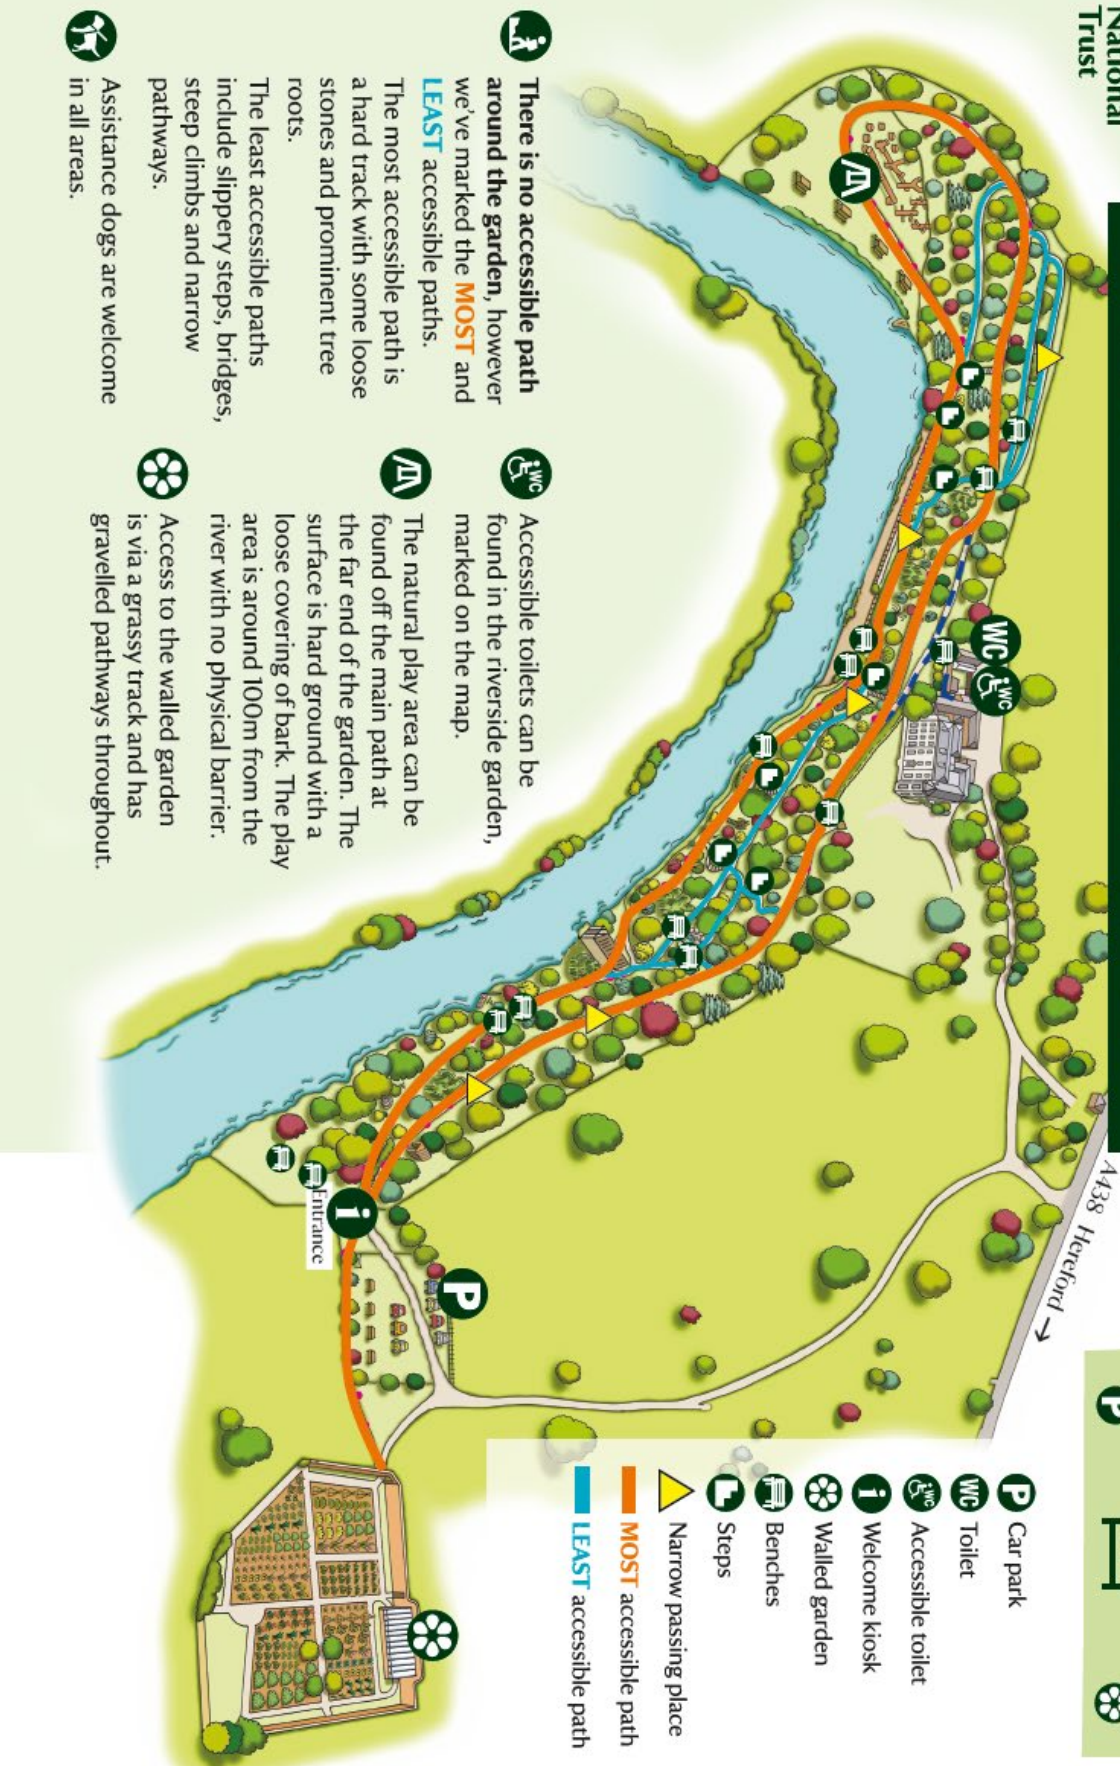 National
Trust
There is no accessible path
around the garden, however
we've marked the MOST and
LEAST accessible paths.
The most accessible path is
a hard track with some loose
stones and prominent tree
roots.
The least accessible paths
include slippery steps, bridges,
steep climbs and narrow
pathways.
Assistance dogs are welcome
in all areas.
WC
Accessible toilets can be
found in the riverside garden,
marked on the map.
The natural play area can be
found off the main path at
the far end of the garden. The
surface is hard ground with a
loose covering of bark. The play
area is around 100m from the
river with no physical barrier.
Access to the walled garden
is via a grassy track and has
gravelled pathways throughout.
WC
WC
Entrance
i
P
A438 Hereford →
P
P Car park
WC Toilet
WC Accessible toilet
i Welcome kiosk
Walled garden
Benches
Steps
Narrow passing place
MOST accessible path
LEAST accessible path